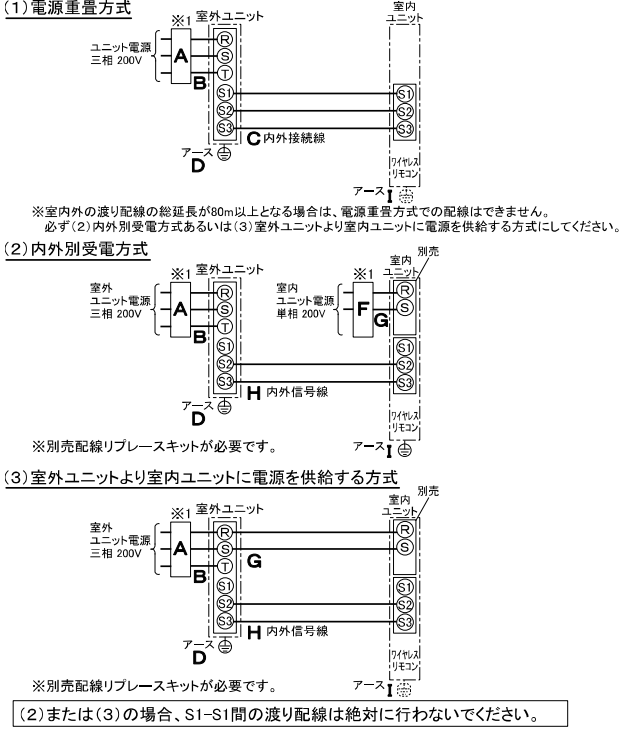 (1)電源重畳方式
※1
室外ユニット
室内
ユニット
ユニット電源
三相 200V
A
B
R
S
T
S1
S2
S3
S1
S2
S3
C 内外接続線
アース
D
ワイヤレス
リモコン
アース I
※室内外の渡り配線の総延長が80m以上となる場合は、電源重畳方式での配線はできません。
必ず(2)内外別受電方式あるいは(3)室外ユニットより室内ユニットに電源を供給する方式にしてください。
(2)内外別受電方式
※1
室外ユニット
※1
室内
ユニット
別売
室外
ユニット電源
三相 200V
A
B
R
S
T
S1
S2
S3
室内
ユニット電源
単相 200V
F
G
R
S
S1
S2
S3
H 内外信号線
アース
D
ワイヤレス
リモコン
アース I
※別売配線リプレースキットが必要です。
(3)室外ユニットより室内ユニットに電源を供給する方式
※1
室外ユニット
室内
ユニット
別売
室外
ユニット電源
三相 200V
A
B
R
S
T
S1
S2
S3
G
R
S
S1
S2
S3
H 内外信号線
アース
D
ワイヤレス
リモコン
アース I
※別売配線リプレースキットが必要です。
(2)または(3)の場合、S1-S1間の渡り配線は絶対に行わないでください。